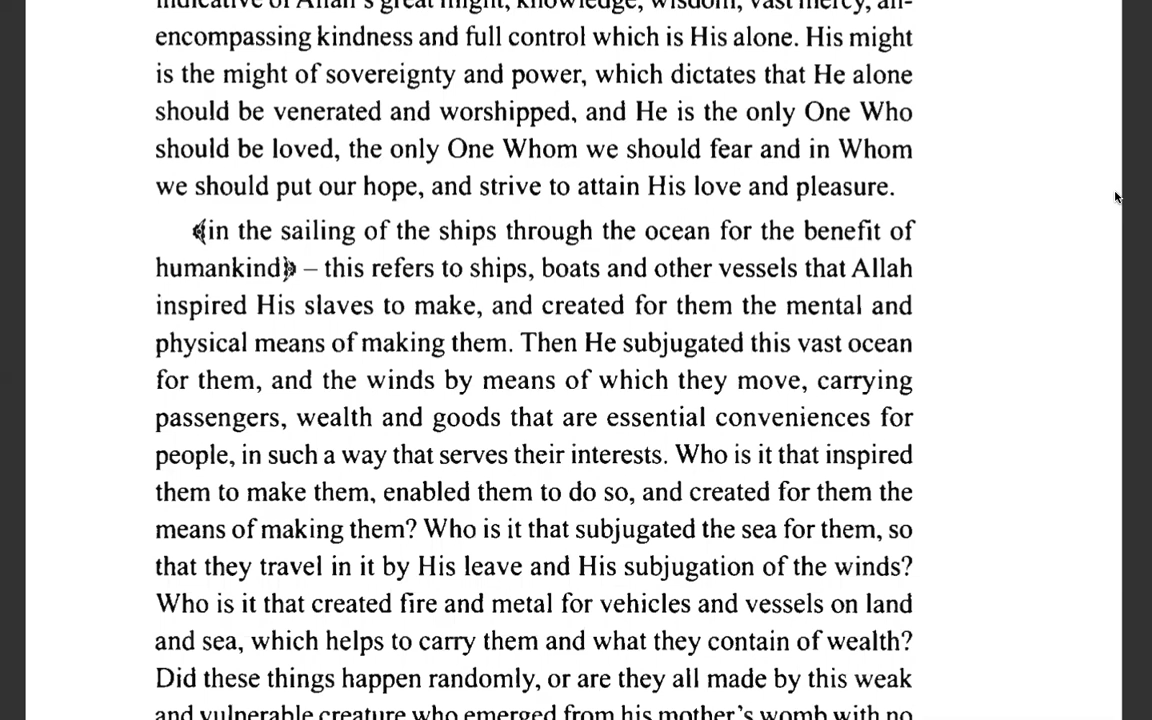 indicative of Allah's great might, knowledge, wisdom, vast mercy, all-
encompassing kindness and full control which is His alone. His might
is the might of sovereignty and power, which dictates that He alone
should be venerated and worshipped, and He is the only One Who
should be loved, the only One Whom we should fear and in Whom
we should put our hope, and strive to attain His love and pleasure.
﴾in the sailing of the ships through the ocean for the benefit of
humankind﴿ – this refers to ships, boats and other vessels that Allah
inspired His slaves to make, and created for them the mental and
physical means of making them. Then He subjugated this vast ocean
for them, and the winds by means of which they move, carrying
passengers, wealth and goods that are essential conveniences for
people, in such a way that serves their interests. Who is it that inspired
them to make them, enabled them to do so, and created for them the
means of making them? Who is it that subjugated the sea for them, so
that they travel in it by His leave and His subjugation of the winds?
Who is it that created fire and metal for vehicles and vessels on land
and sea, which helps to carry them and what they contain of wealth?
Did these things happen randomly, or are they all made by this weak
and vulnerable creature who emerged from his mother's womb with no